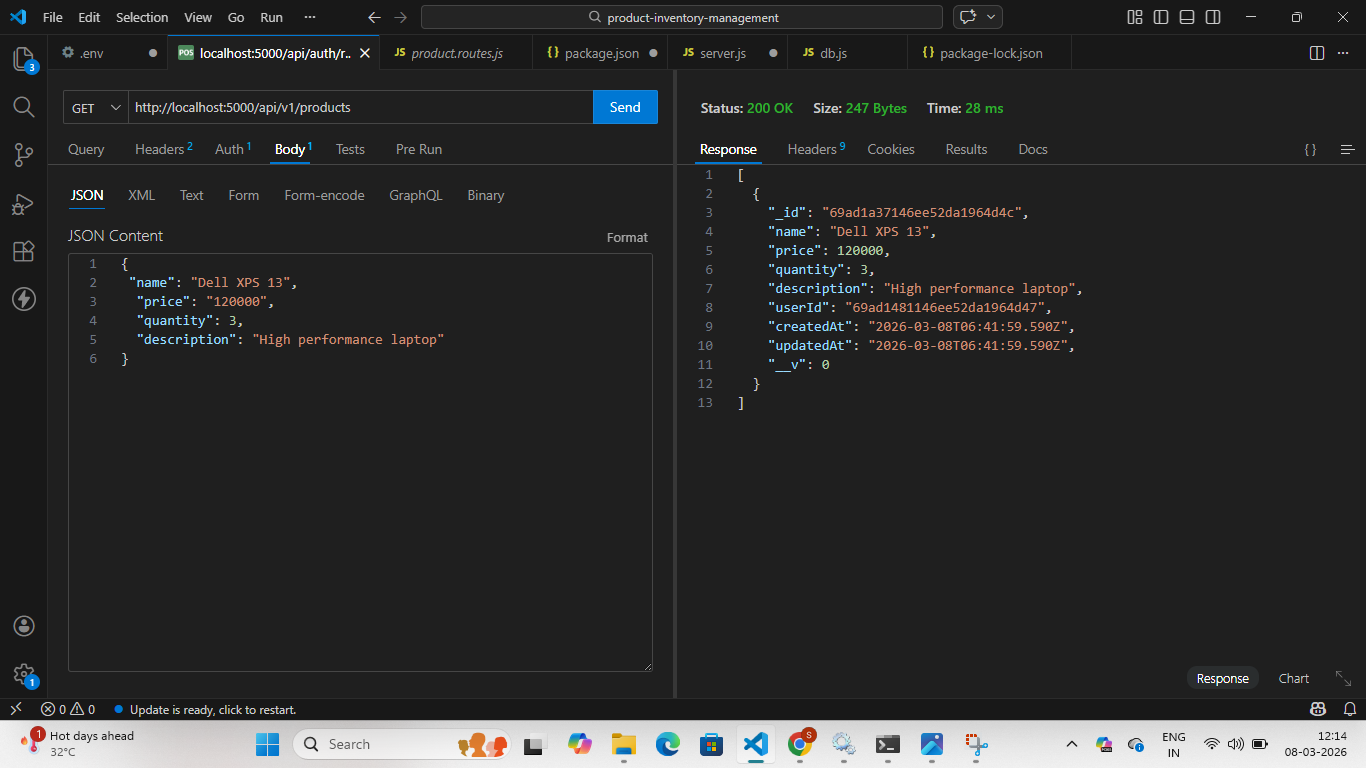 File Edit Selection View Go Run ···
product-inventory-management
3
.env
POS localhost:5000/api/auth/r..
JS product.routes.js
{} package.json
JS server.js
JS db.js
{} package-lock.json
GET
http://localhost:5000/api/v1/products
Send
Query Headers 2 Auth 1 Body 1 Tests Pre Run
JSON XML Text Form Form-encode GraphQL Binary
JSON Content
Format
1 {
2 "name": "Dell XPS 13",
3 "price": "120000",
4 "quantity": 3,
5 "description": "High performance laptop"
6 }
Status: 200 OK Size: 247 Bytes Time: 28 ms
Response Headers 9 Cookies Results Docs {}
1 [
2 {
3 "_id": "69ad1a37146ee52da1964d4c",
4 "name": "Dell XPS 13",
5 "price": 120000,
6 "quantity": 3,
7 "description": "High performance laptop",
8 "userId": "69ad1481146ee52da1964d47",
9 "createdAt": "2026-03-08T06:41:59.590Z",
10 "updatedAt": "2026-03-08T06:41:59.590Z",
11 "__v": 0
12 }
13 ]
Response Chart
1
0 0 Update is ready, click to restart.
1
Hot days ahead
32°C
Search
S
ENG
IN
12:14
08-03-2026